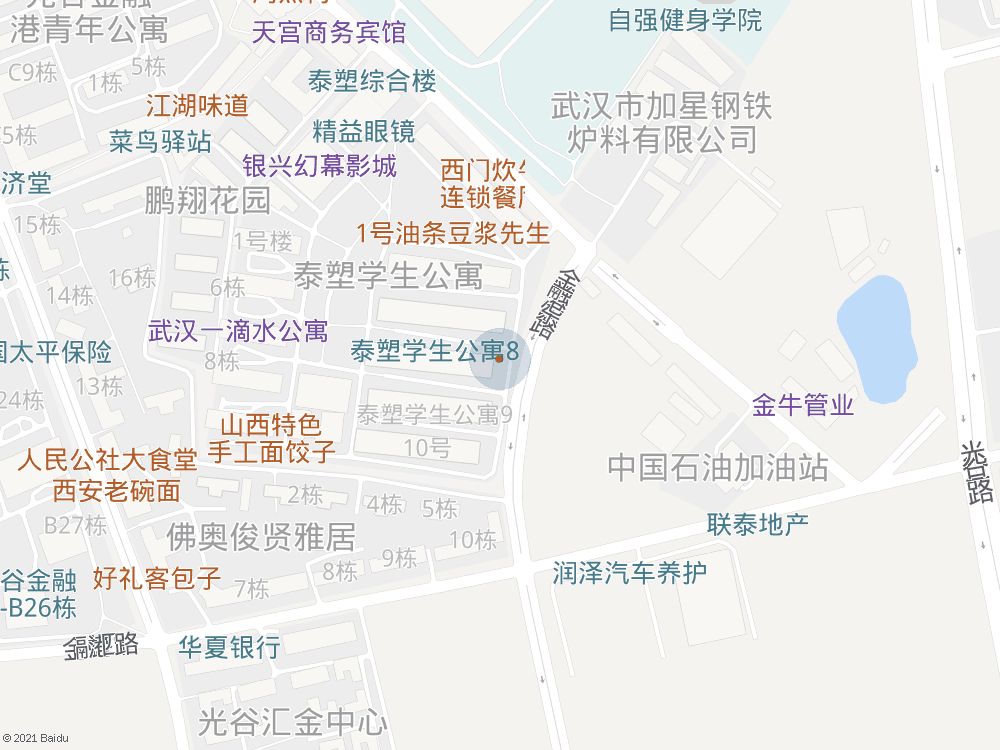 光谷金融
港青年公寓
天宫商务宾馆
自强健身学院
C9栋
1栋
5栋
泰塑综合楼
江湖味道
武汉市加星钢铁
炉料有限公司
菜鸟驿站
精益眼镜
银兴幻幕影城
西门炊
连锁餐
济堂
鹏翔花园
15栋
1号楼
1号油条豆浆先生
栋
16栋
14栋
6栋
泰塑学生公寓
金融港路
武汉一滴水公寓
太平保险
8栋
泰塑学生公寓8
13栋
24栋
泰塑学生公寓9
金牛管业
山西特色
手工面饺子
10号
人民公社大食堂
西安老碗面
中国石油加油站
光谷一路
2栋
4栋
5栋
B27栋
佛奥俊贤雅居
联泰地产
10栋
9栋
8栋
7栋
谷金融
-B26栋
好礼客包子
润泽汽车养护
华夏银行
光谷汇金中心
© 2021 Baidu